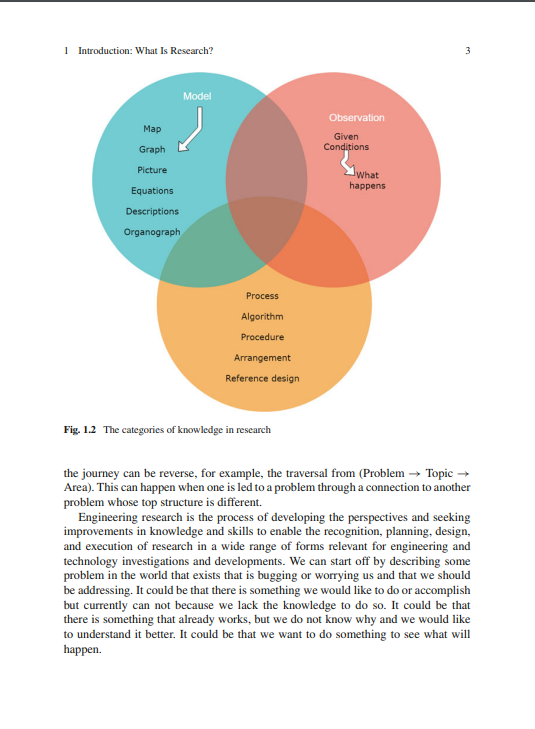 1 Introduction: What Is Research? 3
Model
Map
Graph
Picture
Equations
Descriptions
Organograph
Observation
Given
Conditions
What
happens
Process
Algorithm
Procedure
Arrangement
Reference design
Fig. 1.2 The categories of knowledge in research
the journey can be reverse, for example, the traversal from (Problem → Topic →
Area). This can happen when one is led to a problem through a connection to another
problem whose top structure is different.
Engineering research is the process of developing the perspectives and seeking
improvements in knowledge and skills to enable the recognition, planning, design,
and execution of research in a wide range of forms relevant for engineering and
technology investigations and developments. We can start off by describing some
problem in the world that exists that is bugging or worrying us and that we should
be addressing. It could be that there is something we would like to do or accomplish
but currently can not because we lack the knowledge to do so. It could be that
there is something that already works, but we do not know why and we would like
to understand it better. It could be that we want to do something to see what will
happen.